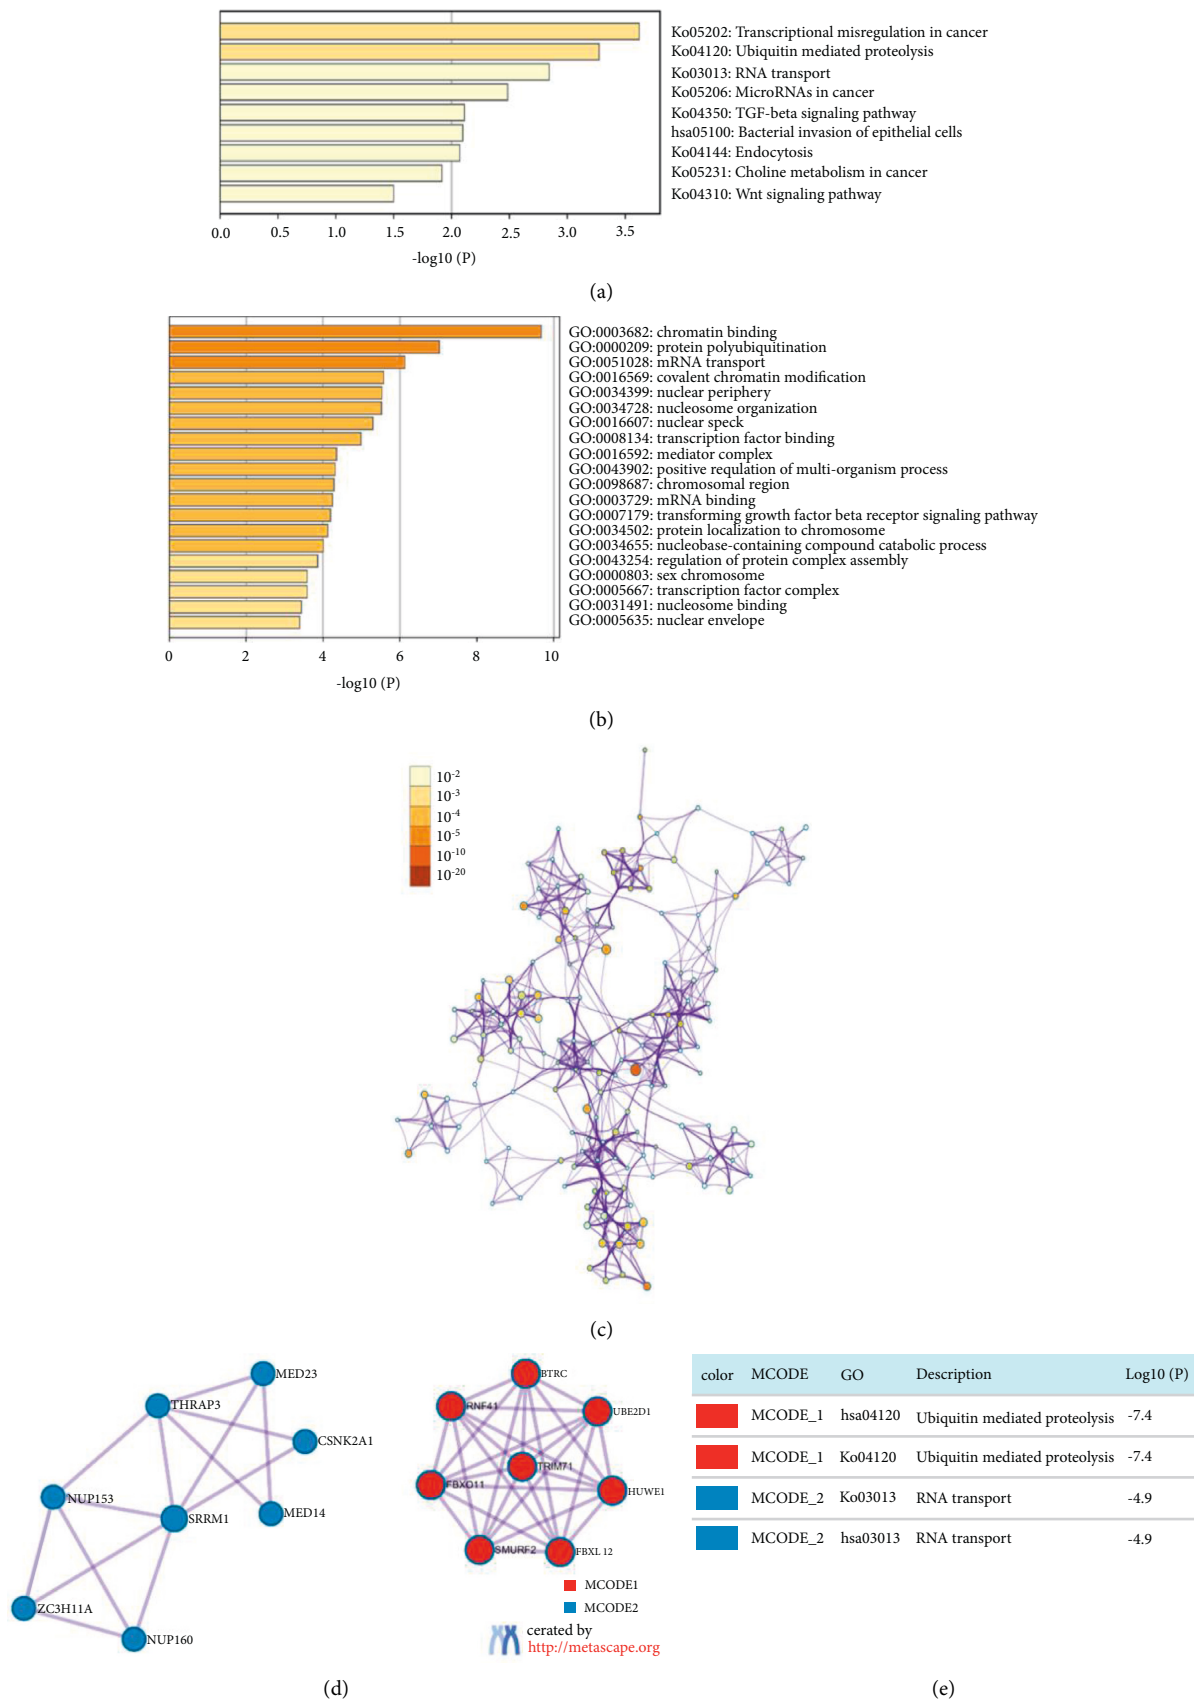 Ko05202: Transcriptional misregulation in cancer
Ko04120: Ubiquitin mediated proteolysis
Ko03013: RNA transport
Ko05206: MicroRNAs in cancer
Ko04350: TGF-beta signaling pathway
hsa05100: Bacterial invasion of epithelial cells
Ko04144: Endocytosis
Ko05231: Choline metabolism in cancer
Ko04310: Wnt signaling pathway
0.0 0.5 1.0 1.5 2.0 2.5 3.0 3.5
-log10 (P)
(a)
GO:0003682: chromatin binding
GO:0000209: protein polyubiquitination
GO:0051028: mRNA transport
GO:0016569: covalent chromatin modification
GO:0034399: nuclear periphery
GO:0034728: nucleosome organization
GO:0016607: nuclear speck
GO:0008134: transcription factor binding
GO:0016592: mediator complex
GO:0043902: positive requlation of multi-organism process
GO:0098687: chromosomal region
GO:0003729: mRNA binding
GO:0007179: transforming growth factor beta receptor signaling pathway
GO:0034502: protein localization to chromosome
GO:0034655: nucleobase-containing compound catabolic process
GO:0043254: regulation of protein complex assembly
GO:0000803: sex chromosome
GO:0005667: transcription factor complex
GO:0031491: nucleosome binding
GO:0005635: nuclear envelope
0 2 4 6 8 10
-log10 (P)
(b)
10-2
10-3
10-4
10-5
10-10
10-20
(c)
MED23
THRAP3
CSNK2A1
NUP153
SRRM1
MED14
ZC3H11A
NUP160
BTRC
RNF41
UBE2D1
TRIM71
FBXO11
HUWE1
SMURF2
FBXL 12
MCODE1
MCODE2
cerated by
http://metascape.org
(d)
color MCODE GO Description Log10 (P)
MCODE_1 hsa04120 Ubiquitin mediated proteolysis -7.4
MCODE_1 Ko04120 Ubiquitin mediated proteolysis -7.4
MCODE_2 Ko03013 RNA transport -4.9
MCODE_2 hsa03013 RNA transport -4.9
(e)